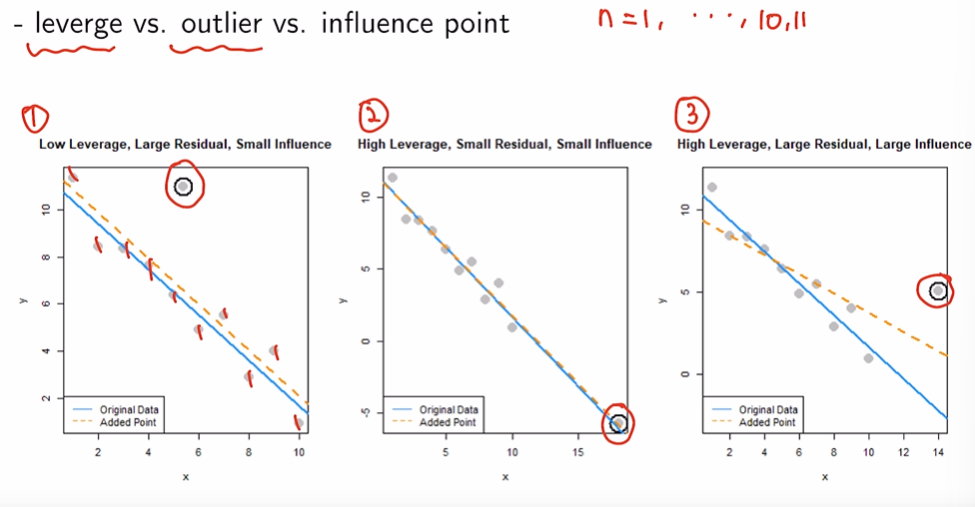 - leverge vs. outlier vs. influence point
n=1, ..., 10,11
① ② ③
Low Leverage, Large Residual, Small Influence
High Leverage, Small Residual, Small Influence
High Leverage, Large Residual, Large Influence
y
10
8
6
4
2
Original Data
Added Point
2 4 6 8 10
x
y
10
5
0
-5
Original Data
Added Point
5 10 15
x
y
10
5
0
Original Data
Added Point
2 4 6 8 10 12 14
x